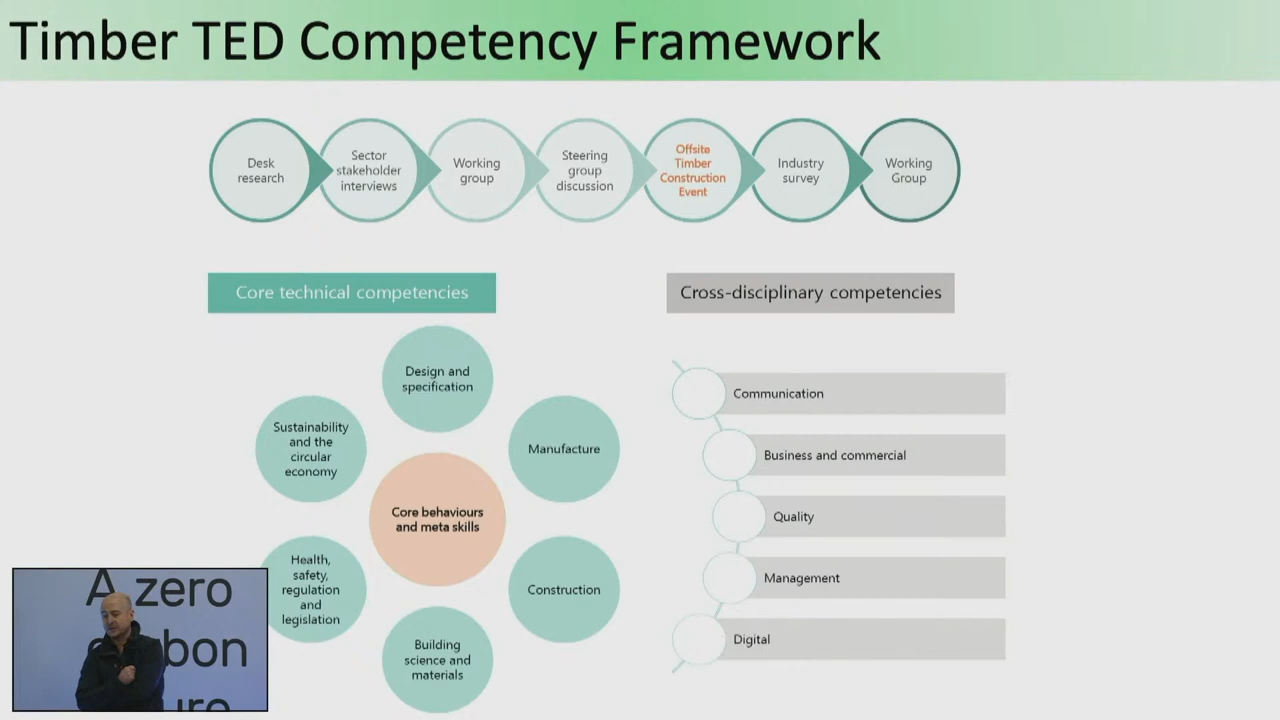 Timber TED Competency Framework
Desk
research
Sector
stakeholder
interviews
Working
group
Steering
group
discussion
Offsite
Timber
Construction
Event
Industry
survey
Working
Group
Core technical competencies
Design and
specification
Manufacture
Construction
Building
science and
materials
Health,
safety,
regulation
and
legislation
Sustainability
and the
circular
economy
Core behaviours
and meta skills
Cross-disciplinary competencies
Communication
Business and commercial
Quality
Management
Digital
A zero